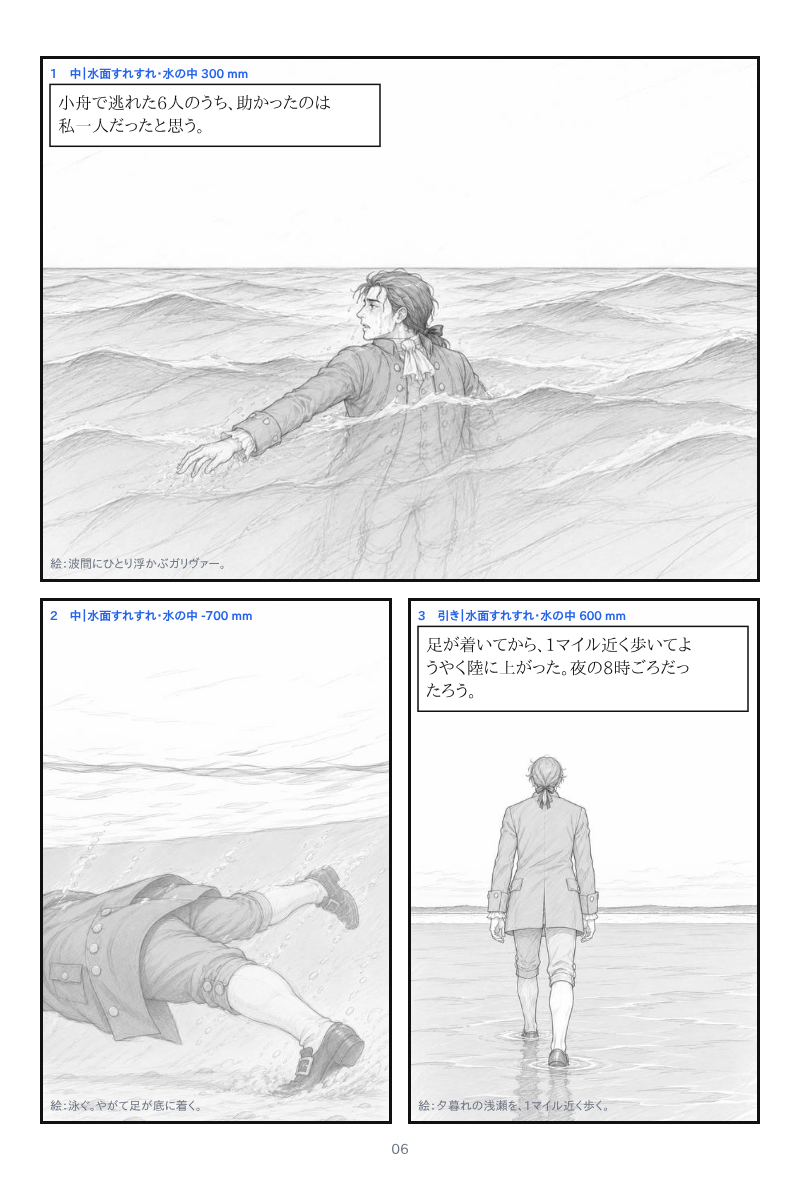 1 中|水面すれすれ・水の中 300 mm
小舟で逃れた6人のうち、助かったのは
私一人だったと思う。
絵：波間にひとり浮かぶガリヴァー。
2 中|水面すれすれ・水の中 -700 mm
絵：泳ぐ。やがて足が底に着く。
3 引き|水面すれすれ・水の中 600 mm
足が着いてから、1マイル近く歩いてよ
うやく陸に上がった。夜の8時ごろだっ
たろう。
絵：夕暮れの浅瀬を、1マイル近く歩く。
06